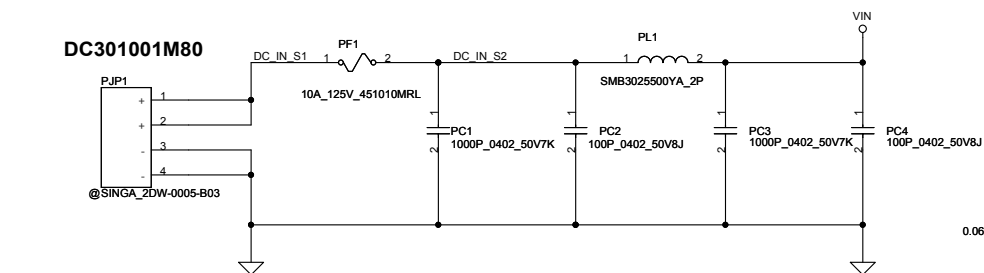 VIN
DC301001M80
PF1
PL1
DC_IN_S1
1
2
DC_IN_S2
1
2
PJP1
10A_125V_451010MRL
SMB3025500YA_2P
+ 1
+ 2
- 3
- 4
1
2
PC1
1000P_0402_50V7K
1
2
PC2
100P_0402_50V8J
1
2
PC3
1000P_0402_50V7K
1
2
PC4
100P_0402_50V8J
@SINGA_2DW-0005-B03
0.06